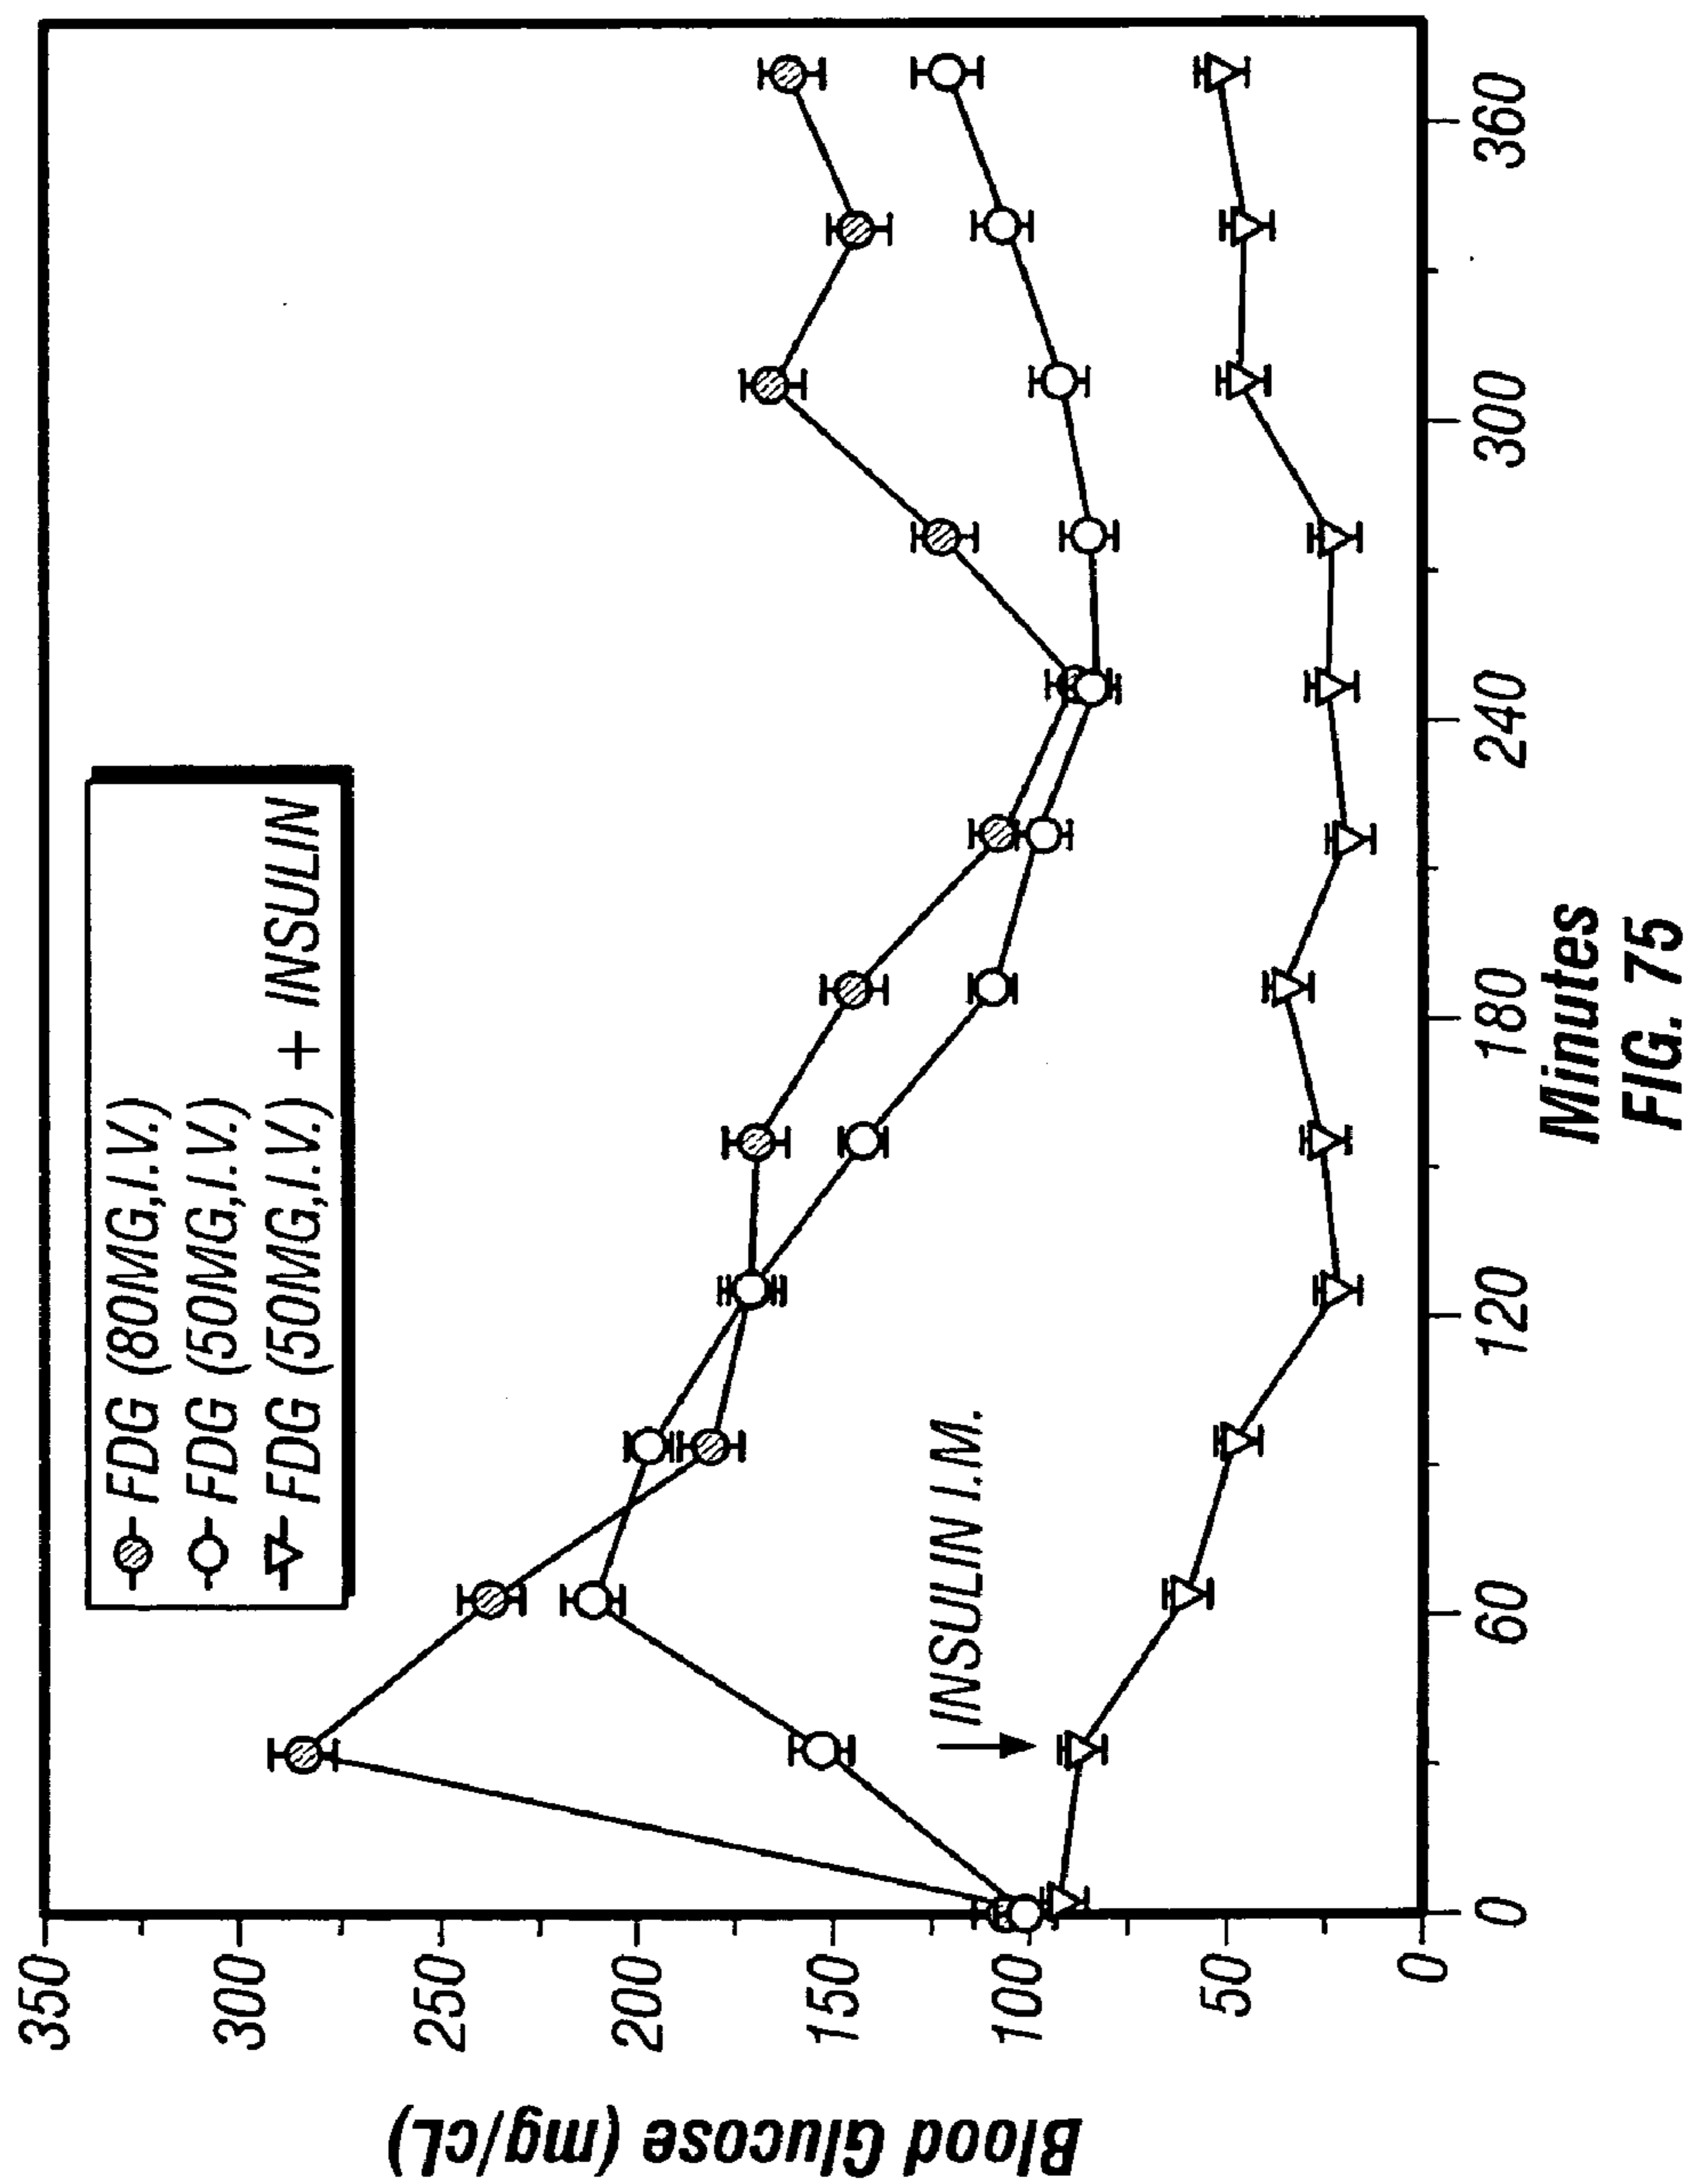 Blood Glucose (mg/cL)
350
300
250
200
150
100
50
0
FDG (80MG,I.V.)
FDG (50MG,I.V.)
FDG (50MG,I.V.) + INSULIN
INSULIN I.M.
0
60
120
180
240
300
360
Minutes
FIG. 75